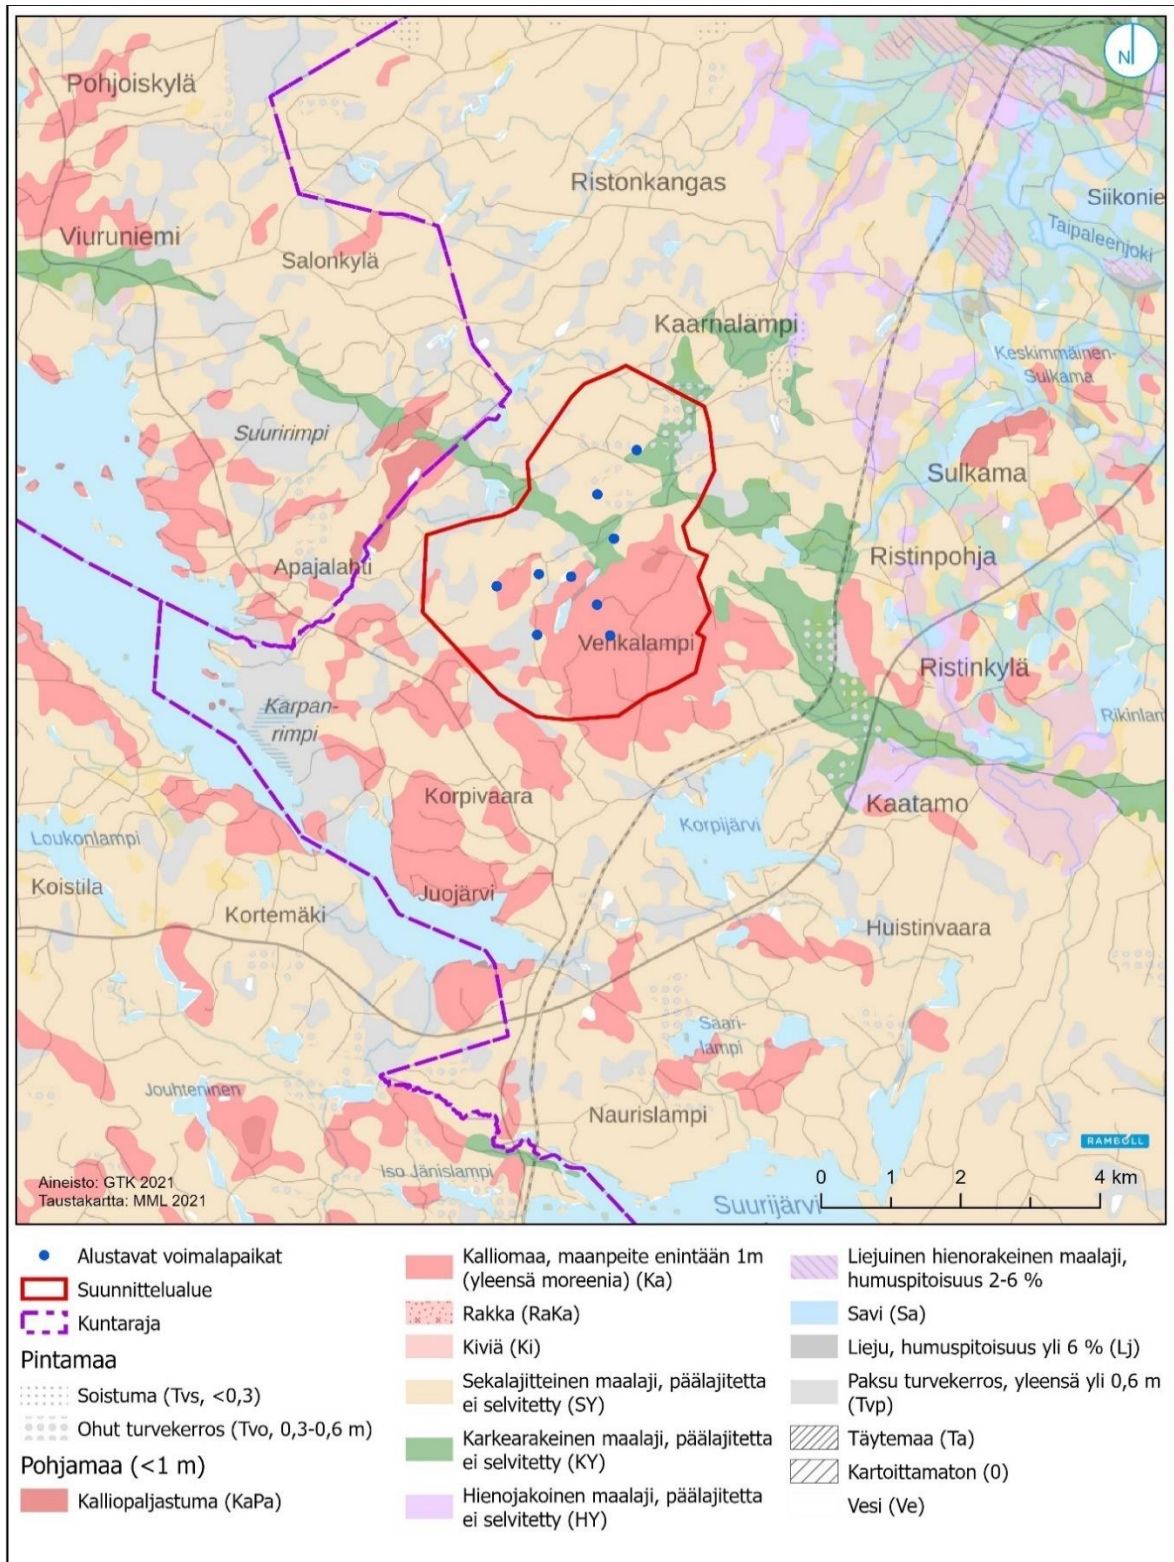 N
Pohjoiskylä
Ristonkangas
Siikonie
Viuruniemi
Taipaleenjoki
Salonkylä
Kaarnalampi
Keskimmäinen-
Sulkama
Suuririmpi
Sulkama
Ristinpohja
Apajalahti
Venkalampi
Ristinkylä
Karpan-
rimpi
Rikinlam
Korpivaara
Kaatamo
Korpijärvi
Loukonlampi
Koistila
Juojärvi
Kortemäki
Huistinvaara
Saari-
lampi
Jouhteninen
Naurislampi
RAMBOLL
Iso Jänislampi
Aineisto: GTK 2021
Taustakartta: MML 2021
0 1 2 4 km
Suurijärvi
Alustavat voimalapaikat
Suunnittelualue
Kuntaraja
Pintamaa
Soistuma (Tvs, <0,3)
Ohut turvekerros (Tvo, 0,3-0,6 m)
Pohjamaa (<1 m)
Kalliopaljastuma (KaPa)
Kalliomaa, maanpeite enintään 1m
(yleensä moreenia) (Ka)
Rakka (RaKa)
Kiviä (Ki)
Sekalajitteinen maalaji, päälajitetta
ei selvitetty (SY)
Karkearakeinen maalaji, päälajitetta
ei selvitetty (KY)
Hienojakoinen maalaji, päälajitetta
ei selvitetty (HY)
Liejuinen hienorakeinen maalaji,
humuspitoisuus 2-6 %
Savi (Sa)
Lieju, humuspitoisuus yli 6 % (Lj)
Paksu turvekerros, yleensä yli 0,6 m
(Tvp)
Täytemaa (Ta)
Kartoittamaton (0)
Vesi (Ve)